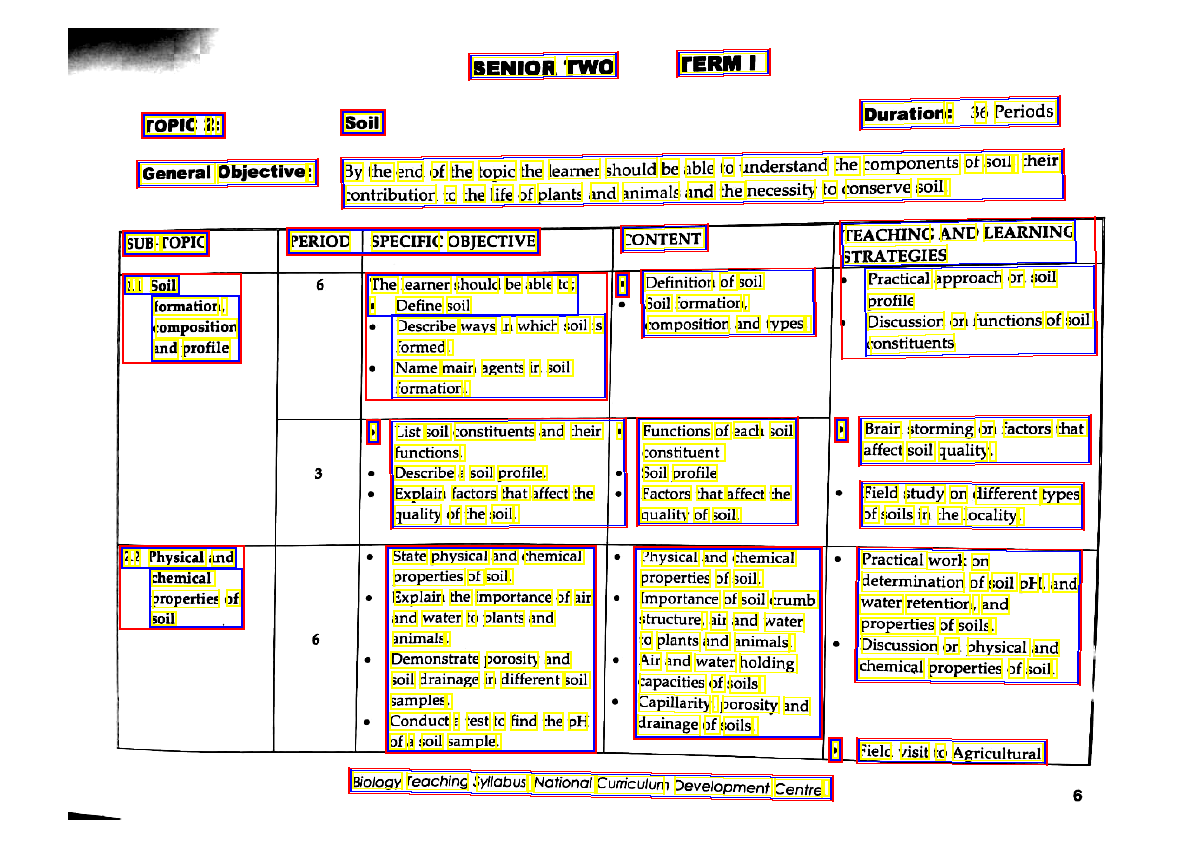 SENIOR TWO TERM I
TOPIC 2: Soil Duration: 36 Periods
General Objective: By the end of the topic the learner should be able to understand the components of soil, their
contribution to the life of plants and animals and the necessity to conserve soil
SUB-TOPIC PERIOD SPECIFIC OBJECTIVE CONTENT TEACHING AND LEARNING
STRATEGIES
2.1 Soil
formation,
composition
and profile
6
The learner should be able to;
• Define soil
• Describe ways in which soil is
formed.
• Name main agents in soil
formation.
• Definition of soil
• Soil formation,
composition and types
• Practical approach on soil
profile
• Discussion on functions of soil
constituents
3
• List soil constituents and their
functions.
• Describe a soil profile.
• Explain factors that affect the
quality of the soil.
• Functions of each soil
constituent
• Soil profile
• Factors that affect the
quality of soil.
• Brain storming on factors that
affect soil quality.
• Field study on different types
of soils in the locality.
2.2 Physical and
chemical
properties of
soil
6
• State physical and chemical
properties of soil.
• Explain the importance of air
and water to plants and
animals.
• Demonstrate porosity and
soil drainage in different soil
samples.
• Conduct a test to find the pH
of a soil sample.
• Physical and chemical
properties of soil.
• Importance of soil crumb
structure, air and water
to plants and animals.
• Air and water holding
capacities of soils
• Capillarity, porosity and
drainage of soils.
• Practical work on
determination of soil pH, and
water retention, and
properties of soils.
• Discussion on physical and
chemical properties of soil.
• Field visit to Agricultural
Biology Teaching Syllabus National Curriculum Development Centre
6